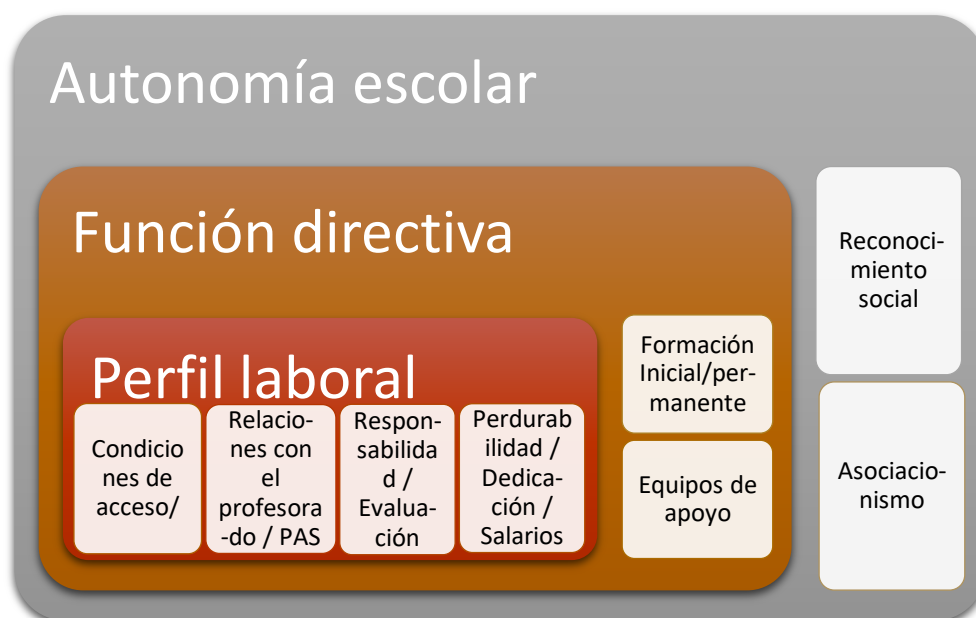 Autonomía escolar
Función directiva
Perfil laboral
Condicio
nes de
acceso/
Relacio-
nes con
el
profesora
-do / PAS
Respon-
sabilida
d /
Evalua-
ción
Perdurab
ilidad /
Dedica-
ción /
Salarios
Formación
Inicial/per-
manente
Equipos de
apoyo
Reconoci-
miento
social
Asociacio-
nismo